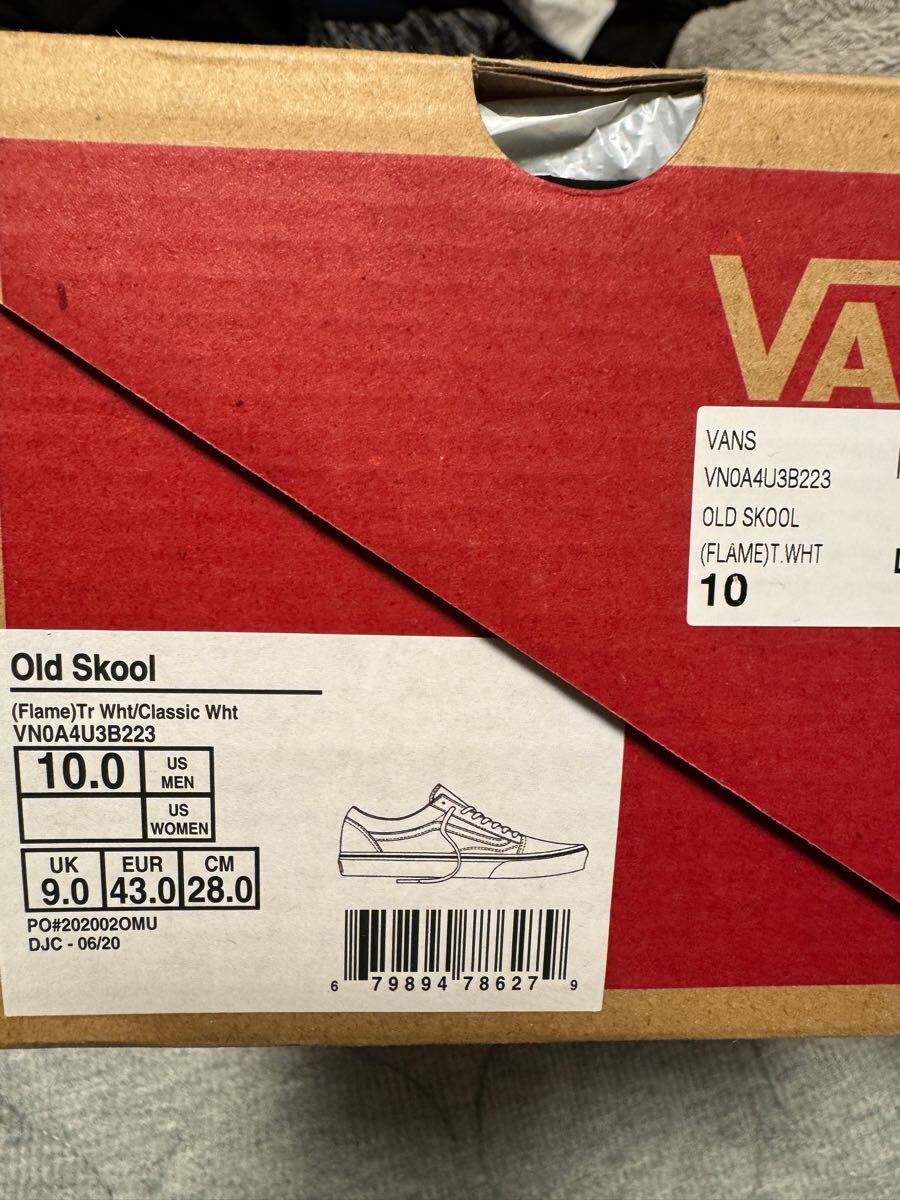 VA
VANS
VN0A4U3B223
OLD SKOOL
(FLAME)T.WHT
10
Old Skool
(Flame)Tr Wht/Classic Wht
VN0A4U3B223
10.0 US MEN
US WOMEN
UK EUR CM
9.0 43.0 28.0
PO#202002OMU
DJC - 06/20
6 79894 78627 9